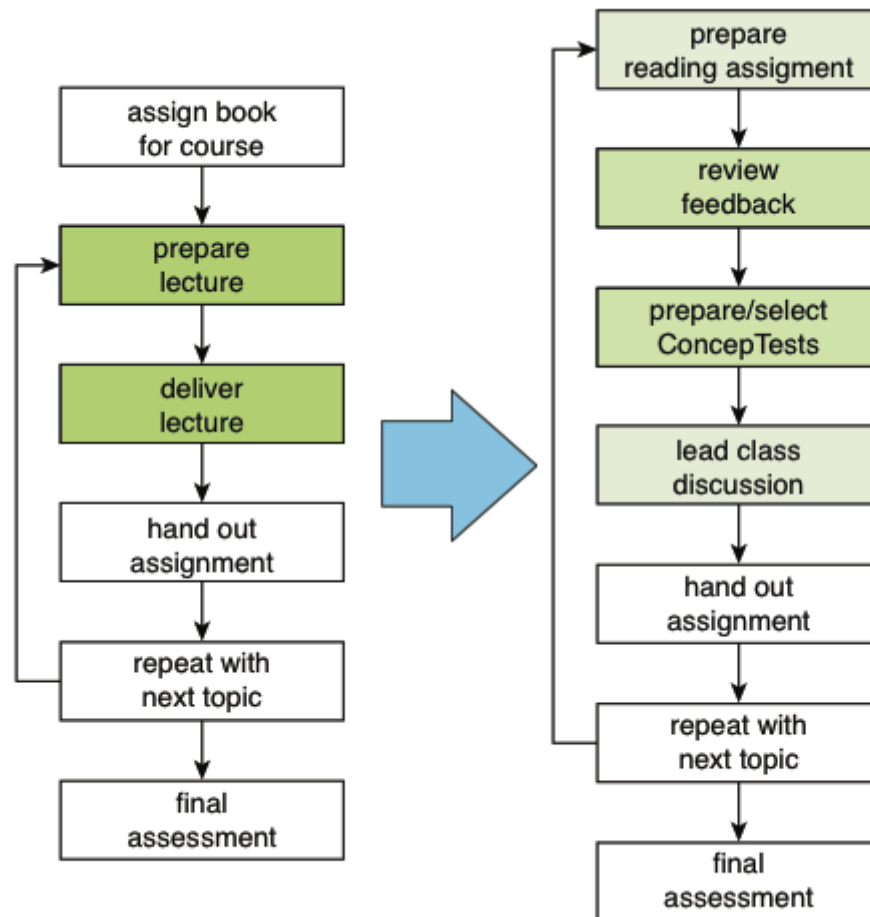 assign book
for course
prepare
lecture
deliver
lecture
hand out
assignment
repeat with
next topic
final
assessment
prepare
reading assigment
review
feedback
prepare/select
ConcepTests
lead class
discussion
hand out
assignment
repeat with
next topic
final
assessment